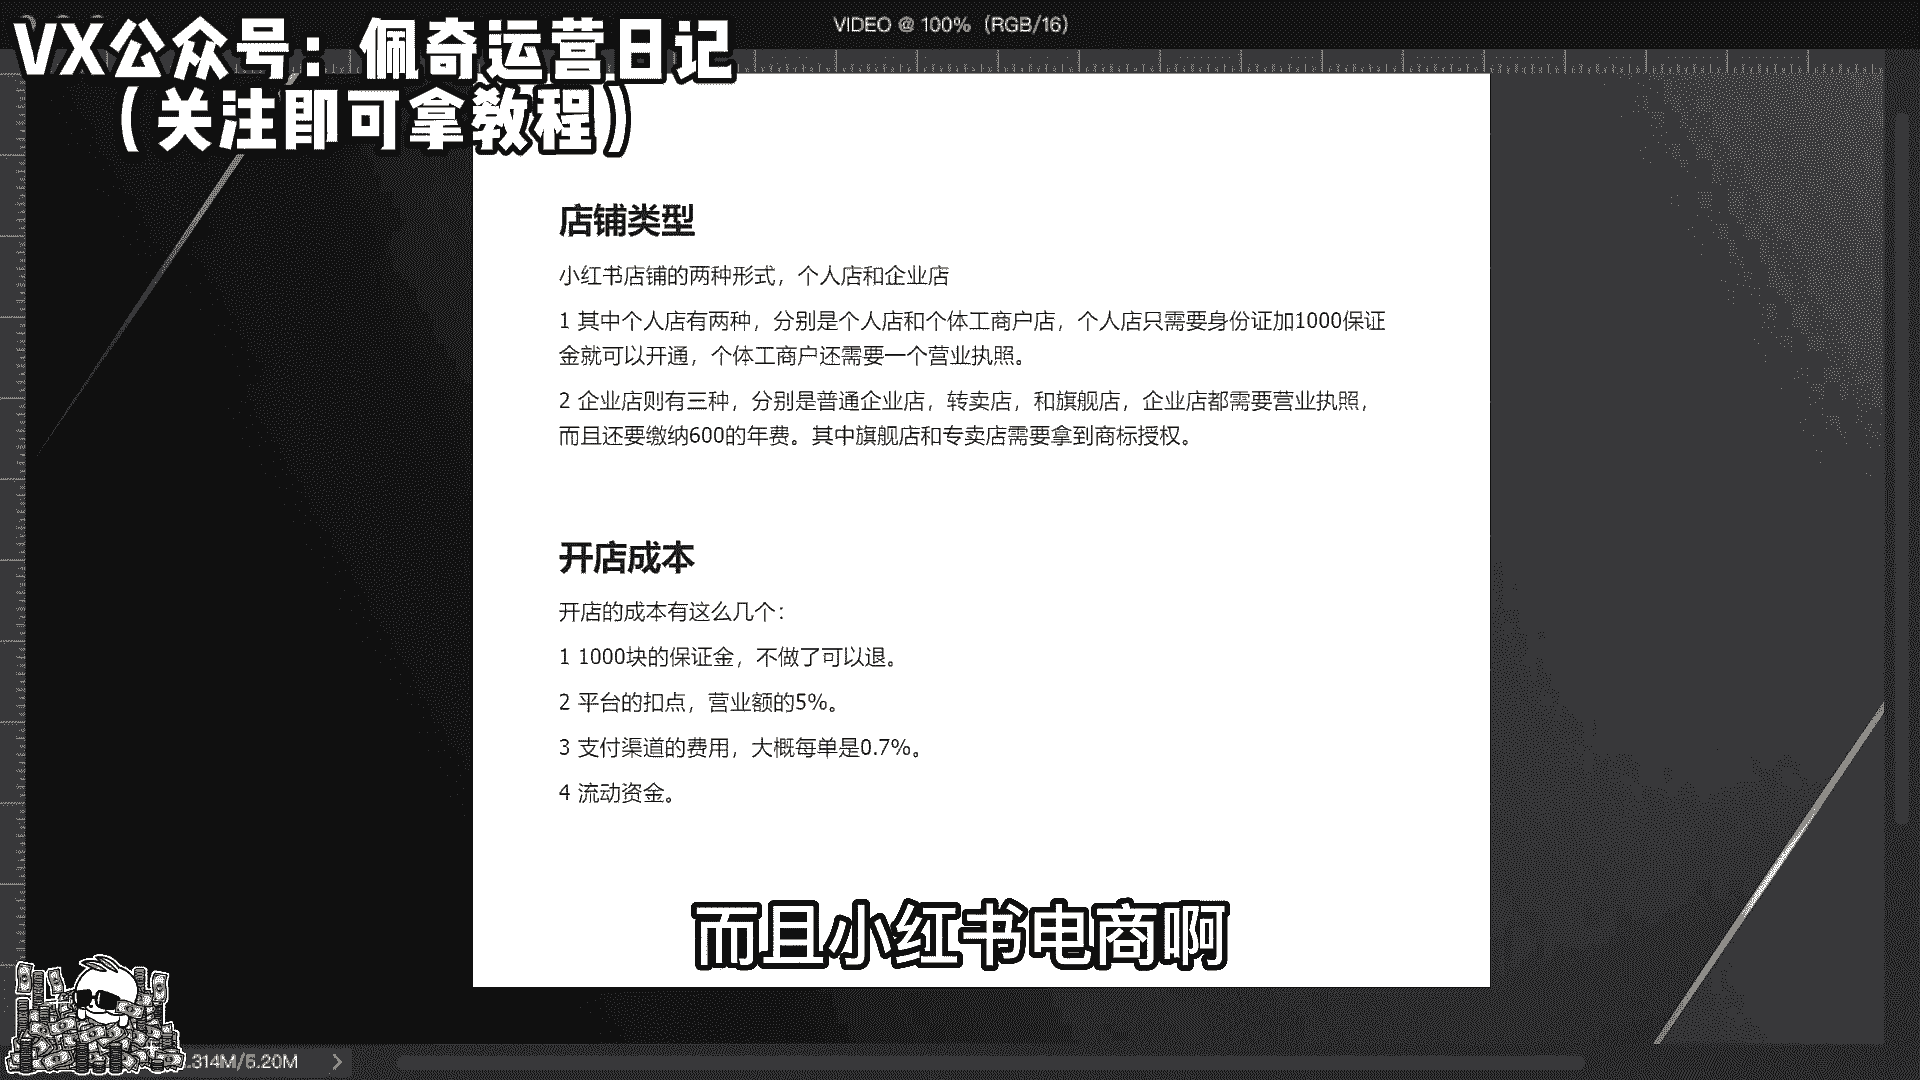 VIDEO @ 100% (RGB/16)
VX公众号：佩奇运营日记
（关注即可拿教程）
店铺类型
小红书店铺的两种形式，个人店和企业店
1 其中个人店有两种，分别是个人店和个体工商户店，个人店只需要身份证加1000保证
金就可以开通，个体工商户还需要一个营业执照。
2 企业店则有三种，分别是普通企业店，转卖店，和旗舰店，企业店都需要营业执照，
而且还要缴纳600的年费。其中旗舰店和专卖店需要拿到商标授权。
开店成本
开店的成本有这么几个：
1 1000块的保证金，不做了可以退。
2 平台的扣点，营业额的5%。
3 支付渠道的费用，大概每单是0.7%。
4 流动资金。
而且小红书电商啊
.314M/5.20M